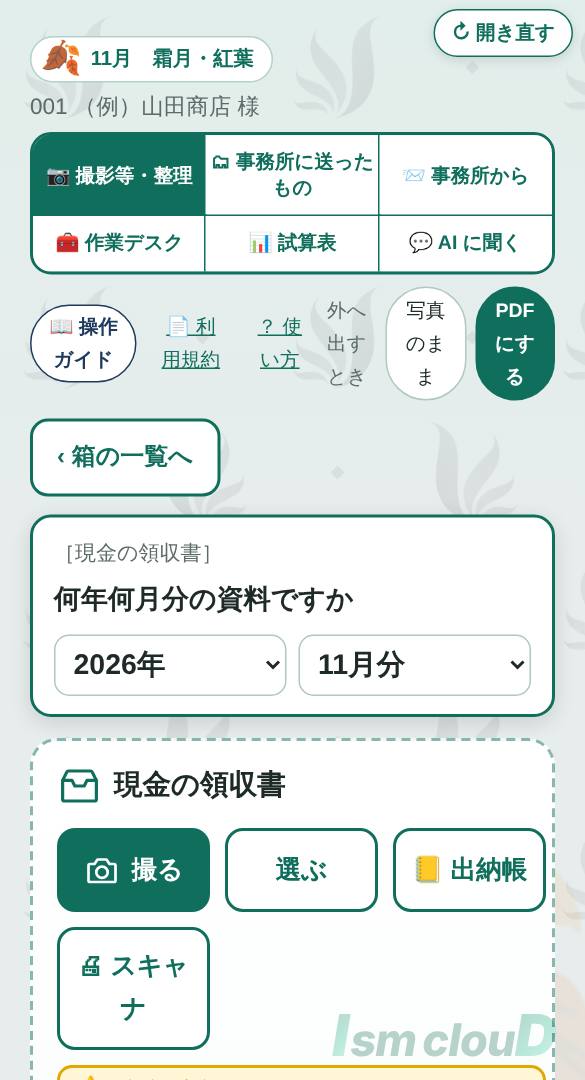 ↻ 開き直す
11月　霜月・紅葉
001 （例）山田商店 様
撮影等・整理
事務所に送った
もの
事務所から
作業デスク
試算表
AI に聞く
操作
ガイド
利
用規約
？ 使
い方
外へ
出す
とき
写真
のま
ま
PDF
にす
る
‹ 箱の一覧へ
［現金の領収書］
何年何月分の資料ですか
2026年
11月分
現金の領収書
撮る
選ぶ
出納帳
スキャ
ナ
Ism clouD